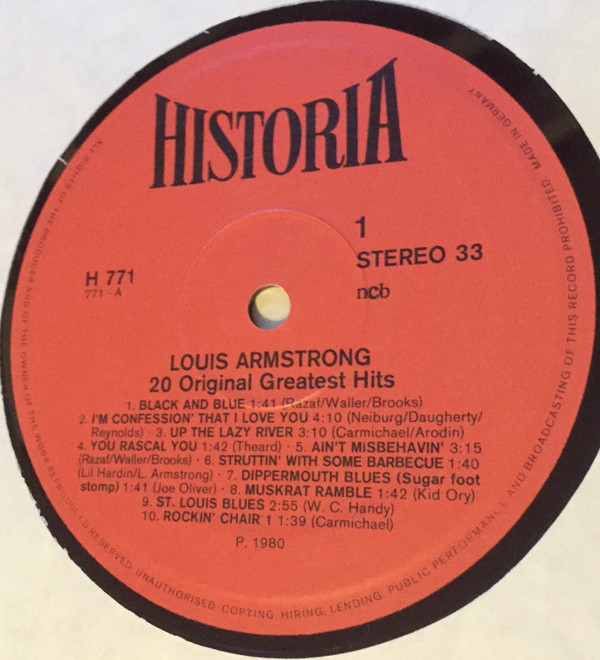 HISTORIA
1
STEREO 33
H 771
771 - A
ncb
LOUIS ARMSTRONG
20 Original Greatest Hits
1. BLACK AND BLUE 1:41 (Razaf/Waller/Brooks)
2. I'M CONFESSION' THAT I LOVE YOU 4:10 (Neiburg/Daugherty/
Reynolds) · 3. UP THE LAZY RIVER 3:10 (Carmichael/Arodin)
4. YOU RASCAL YOU 1:42 (Theard) · 5. AIN'T MISBEHAVIN' 3:15
(Razaf/Waller/Brooks) · 6. STRUTTIN' WITH SOME BARBECUE 1:40
(Lil Hardin/L. Armstrong) · 7. DIPPERMOUTH BLUES (Sugar foot
stomp) 1:41 (Joe Oliver) · 8. MUSKRAT RAMBLE 1:42 (Kid Ory)
9. ST. LOUIS BLUES 2:55 (W. C. Handy)
10. ROCKIN' CHAIR 1 1:39 (Carmichael)
P. 1980
ALL RIGHTS OF THE PRODUCER AND OF THE OWNER OF THE WORK REPRODUCED RESERVED. UNAUTHORISED COPYING, HIRING, LENDING, PUBLIC PERFORMANCE AND BROADCASTING OF THIS RECORD PROHIBITED. MADE IN GERMANY